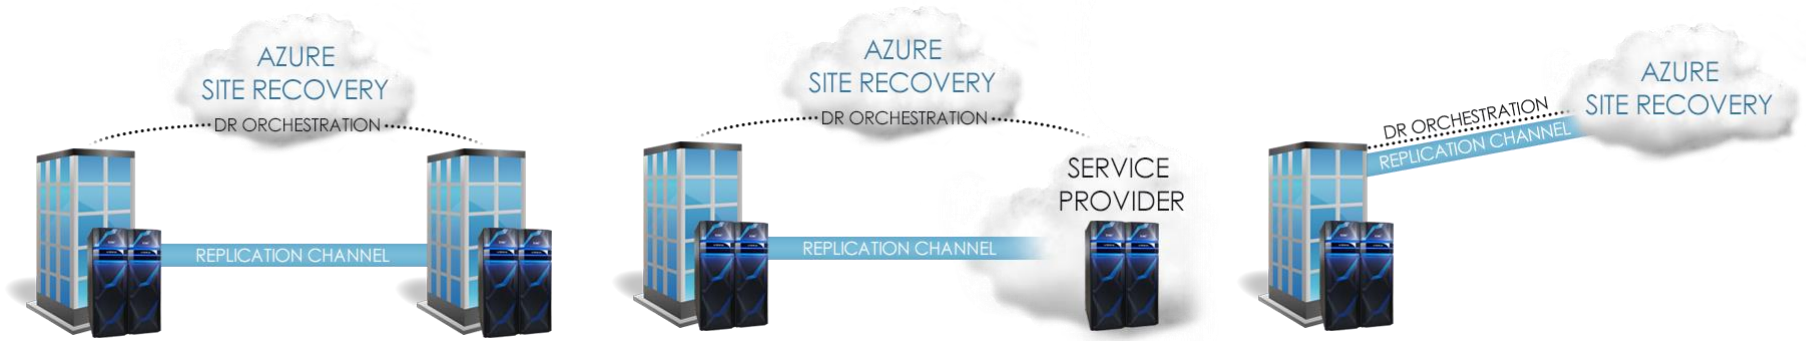 AZURE
SITE RECOVERY
DR ORCHESTRATION
REPLICATION CHANNEL
AZURE
SITE RECOVERY
DR ORCHESTRATION
SERVICE
PROVIDER
REPLICATION CHANNEL
AZURE
SITE RECOVERY
DR ORCHESTRATION
REPLICATION CHANNEL